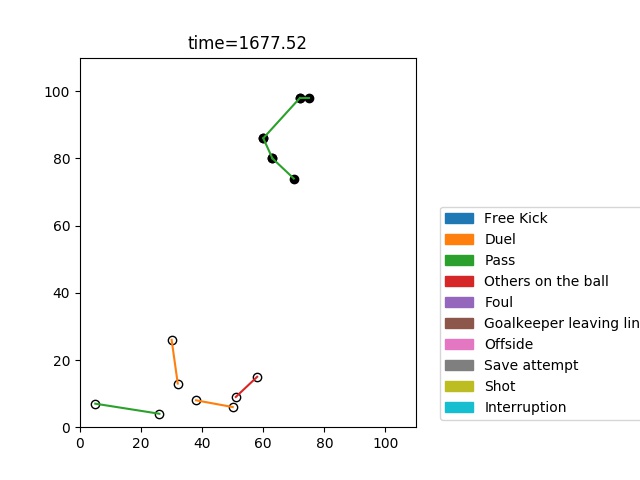 time=1677.52
100
80
60
40
20
0
0 20 40 60 80 100
Free Kick
Duel
Pass
Others on the ball
Foul
Goalkeeper leaving lin
Offside
Save attempt
Shot
Interruption